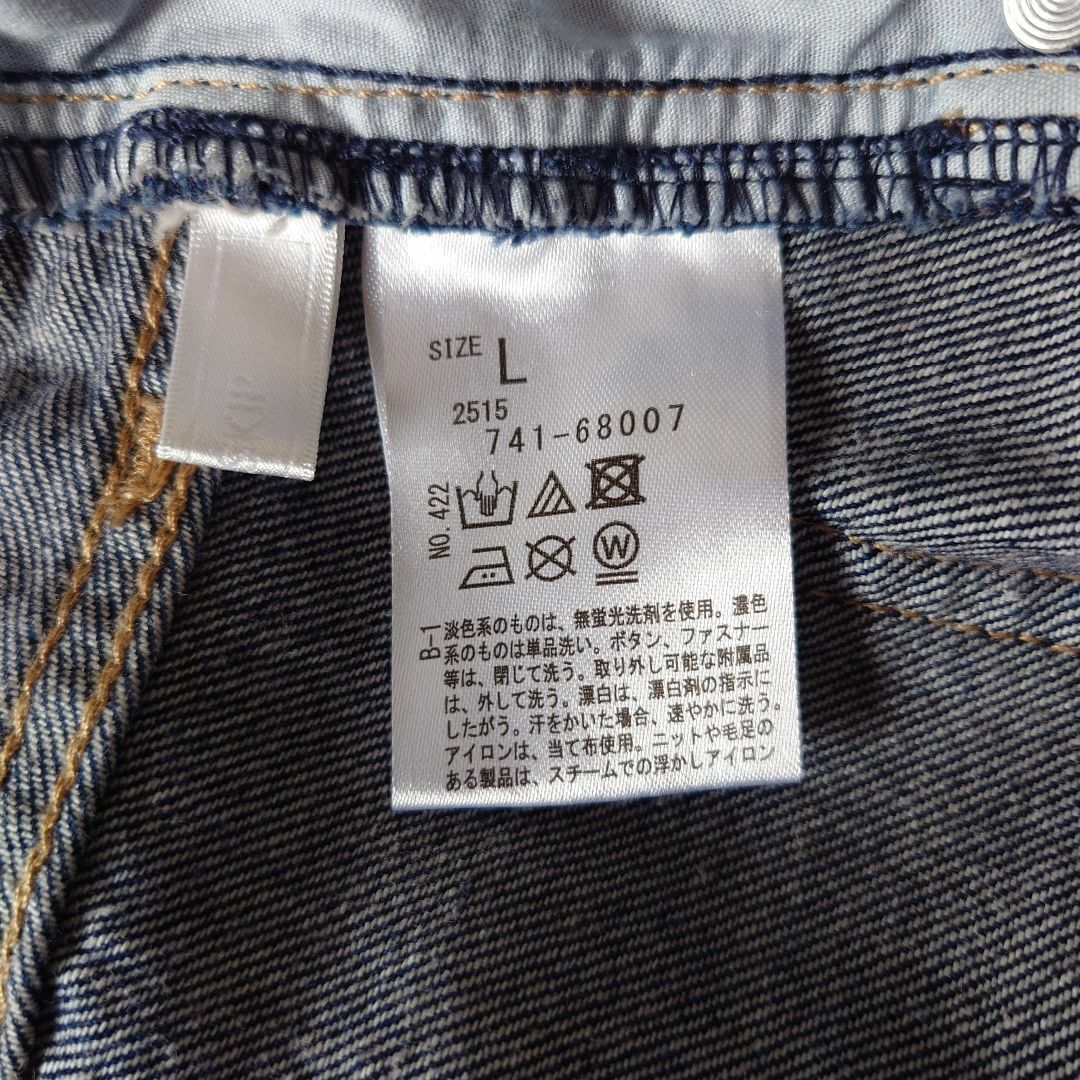 SIZE L
2515
741-68007
NO.422
W
B-1
淡色系のものは、無蛍光洗剤を使用。濃色
系のものは単品洗い。ボタン、ファスナー
等は、閉じて洗う。取り外し可能な附属品
は、外して洗う。漂白は、漂白剤の指示に
したがう。汗をかいた場合、速やかに洗う。
アイロンは、当て布使用。ニットや毛足の
ある製品は、スチームでの浮かしアイロン